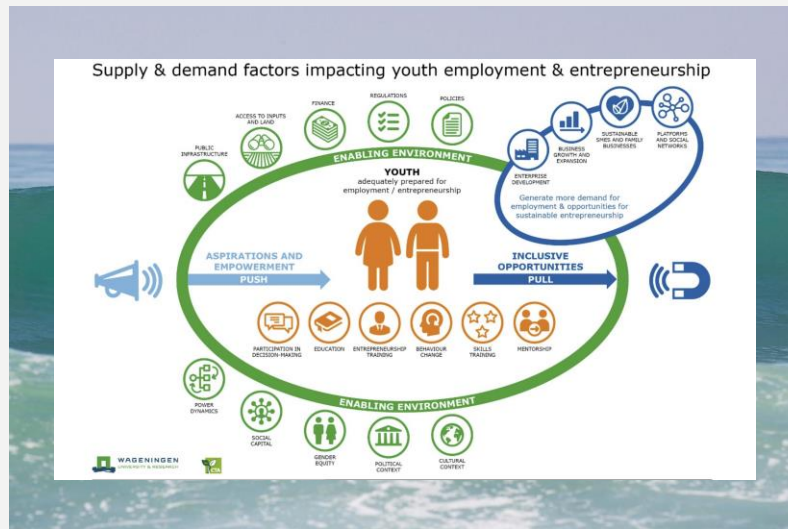 Supply & demand factors impacting youth employment & entrepreneurship
REGULATIONS
POLICIES
FINANCE
ACCESS TO INPUTS
AND LAND
PUBLIC
INFRASTRUCTURE
ENABLING ENVIRONMENT
SUSTAINABLE
SMES AND FAMILY
BUSINESSES
PLATFORMS
AND SOCIAL
NETWORKS
BUSINESS
GROWTH AND
EXPANSION
ENTERPRISE
DEVELOPMENT
Generate more demand for
employment & opportunities for
sustainable entrepreneurship
YOUTH
adequately prepared for
employment / entrepreneurship
ASPIRATIONS AND
EMPOWERMENT
PUSH
INCLUSIVE
OPPORTUNITIES
PULL
PARTICIPATION IN
DECISION-MAKING
EDUCATION
ENTREPRENEURSHIP
TRAINING
BEHAVIOUR
CHANGE
SKILLS
TRAINING
MENTORSHIP
ENABLING ENVIRONMENT
POWER
DYNAMICS
SOCIAL
CAPITAL
GENDER
EQUITY
POLITICAL
CONTEXT
CULTURAL
CONTEXT
WAGENINGEN
UNIVERSITY & RESEARCH